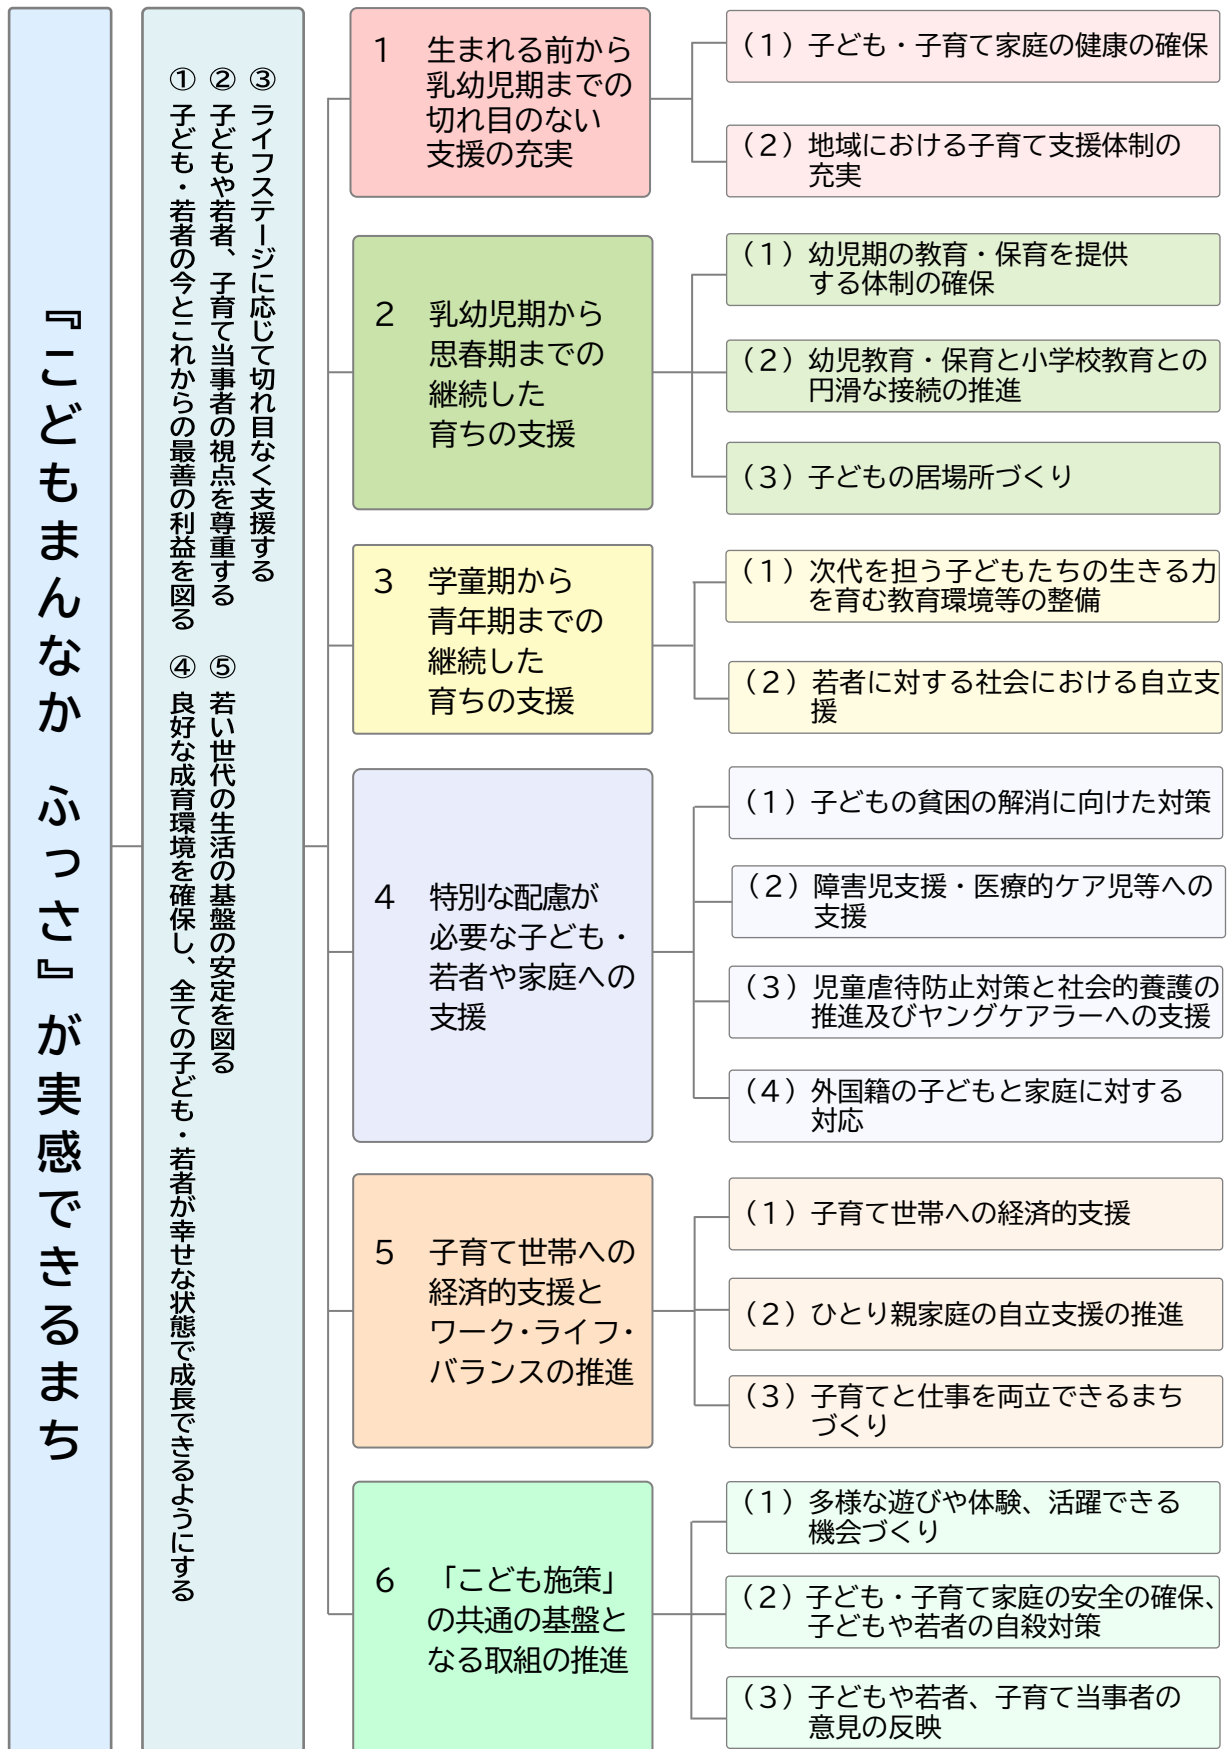 『こどもまんなか　ふっさ』が実感できるまち
③ ライフステージに応じて切れ目なく支援する
② 子どもや若者、子育て当事者の視点を尊重する
① 子ども・若者の今とこれからの最善の利益を図る
⑤ 若い世代の生活の基盤の安定を図る
④ 良好な成育環境を確保し、全ての子ども・若者が幸せな状態で成長できるようにする
1　生まれる前から
乳幼児期までの
切れ目のない
支援の充実
（1）子ども・子育て家庭の健康の確保
（2）地域における子育て支援体制の
充実
2　乳幼児期から
思春期までの
継続した
育ちの支援
（1）幼児期の教育・保育を提供
する体制の確保
（2）幼児教育・保育と小学校教育との
円滑な接続の推進
（3）子どもの居場所づくり
3　学童期から
青年期までの
継続した
育ちの支援
（1）次代を担う子どもたちの生きる力
を育む教育環境等の整備
（2）若者に対する社会における自立支
援
4　特別な配慮が
必要な子ども・
若者や家庭への
支援
（1）子どもの貧困の解消に向けた対策
（2）障害児支援・医療的ケア児等への
支援
（3）児童虐待防止対策と社会的養護の
推進及びヤングケアラーへの支援
（4）外国籍の子どもと家庭に対する
対応
5　子育て世帯への
経済的支援と
ワーク・ライフ・
バランスの推進
（1）子育て世帯への経済的支援
（2）ひとり親家庭の自立支援の推進
（3）子育てと仕事を両立できるまち
づくり
6　「こども施策」
の共通の基盤と
なる取組の推進
（1）多様な遊びや体験、活躍できる
機会づくり
（2）子ども・子育て家庭の安全の確保、
子どもや若者の自殺対策
（3）子どもや若者、子育て当事者の
意見の反映